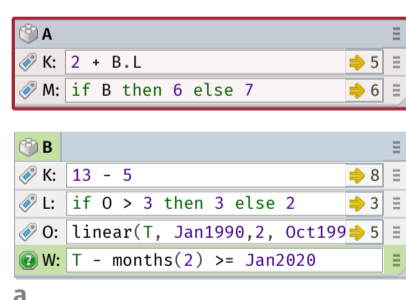 A
K: 2 + B.L 5
M: if B then 6 else 7 6
B
K: 13 - 5 8
L: if O > 3 then 3 else 2 3
O: linear(T, Jan1990,2, Oct199 5
W: T - months(2) >= Jan2020
a